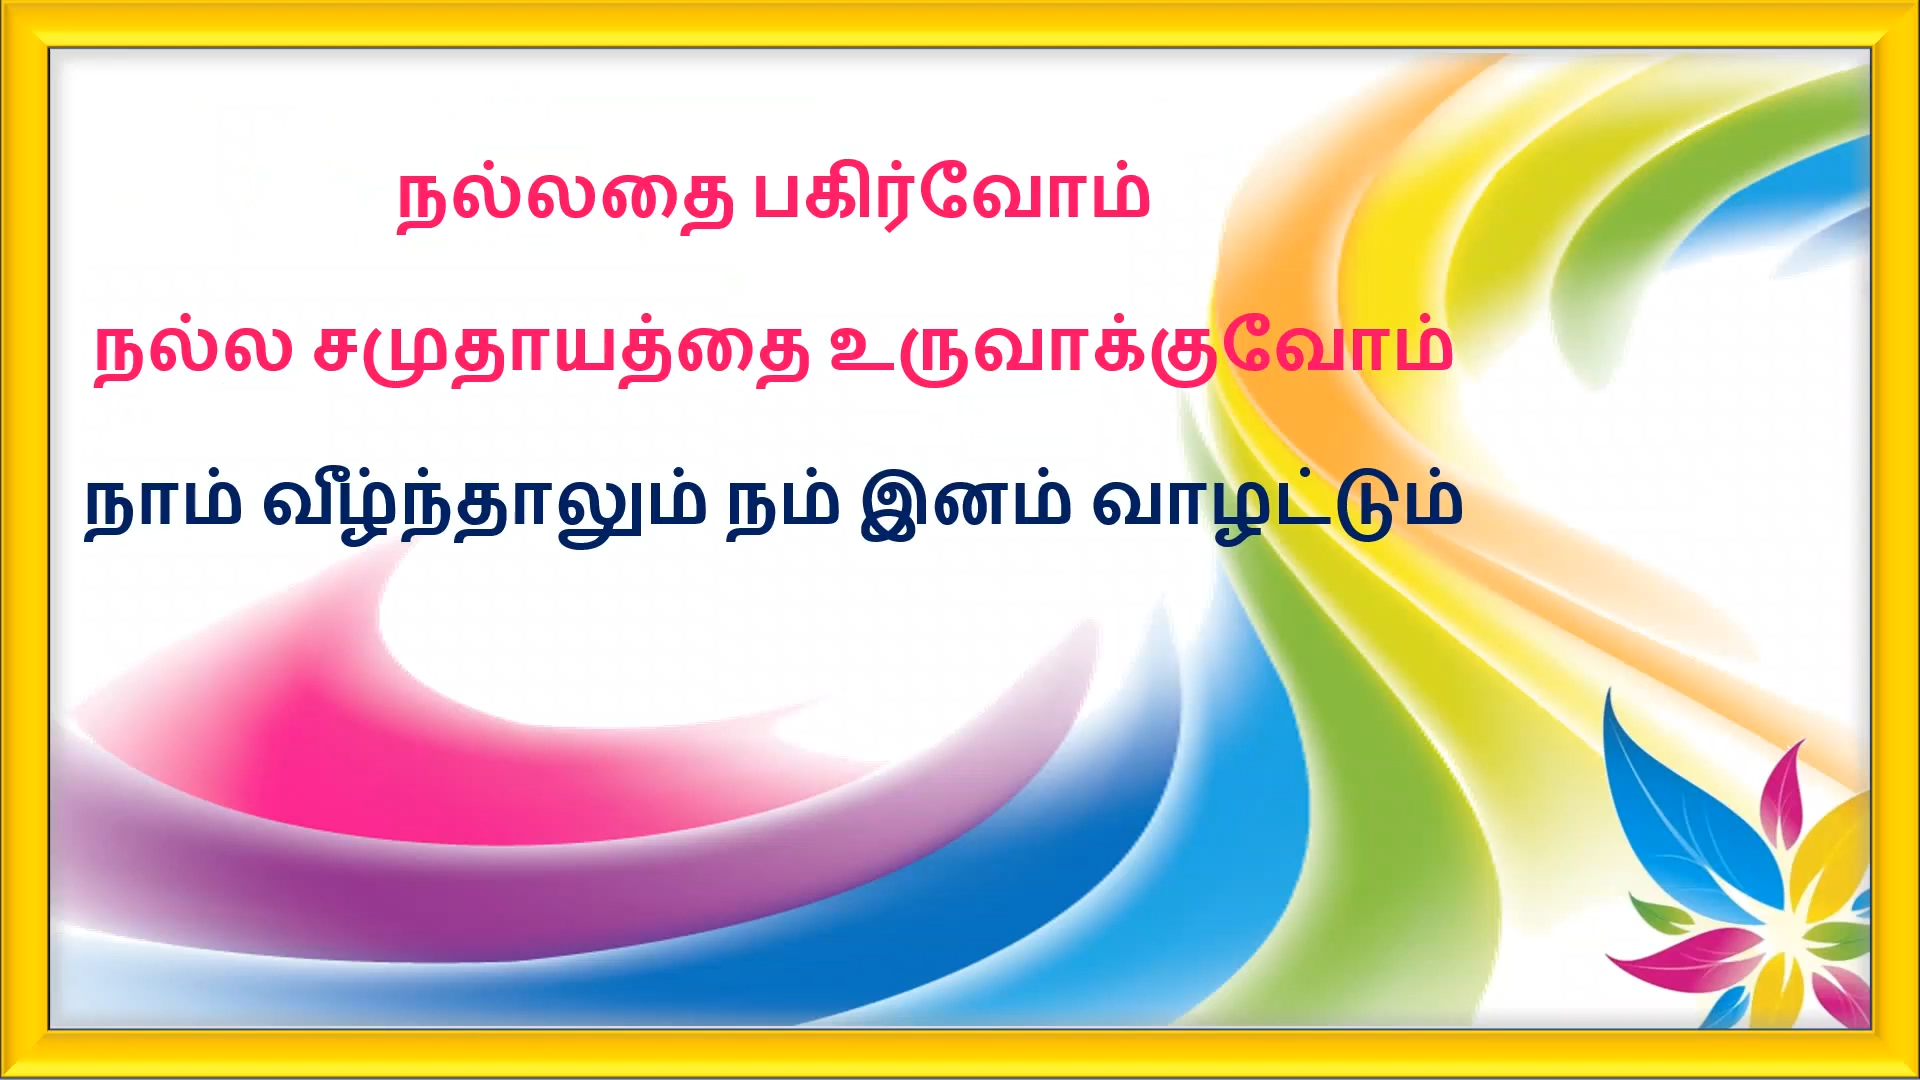 நல்லதை பகிர்வோம்
நல்ல சமுதாயத்தை உருவாக்குவோம்
நாம் வீழ்ந்தாலும் நம் இனம் வாழட்டும்